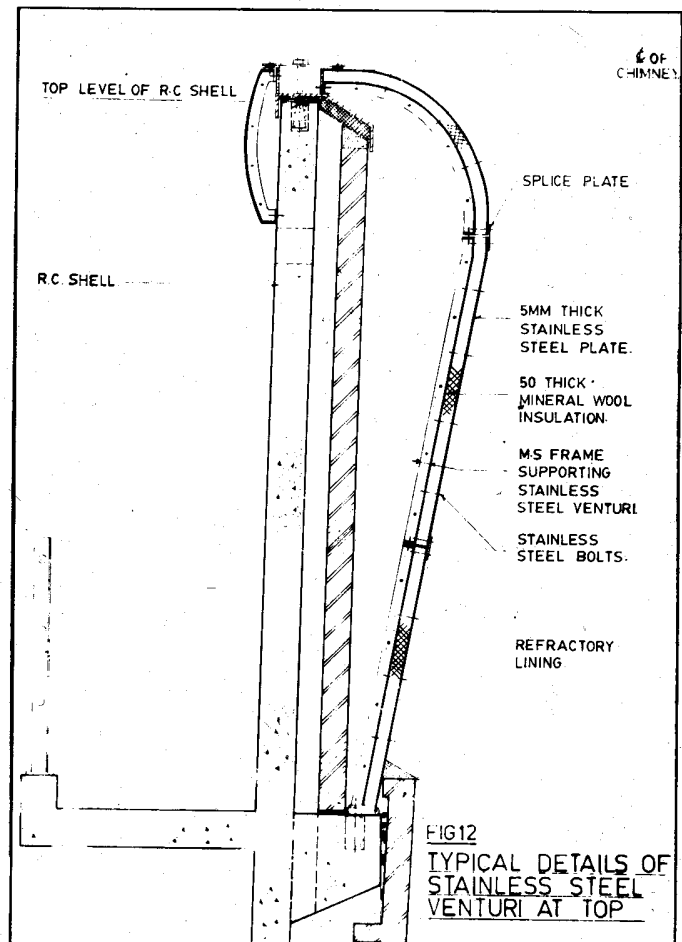 ℄ OF
CHIMNEY
TOP LEVEL OF R.C SHELL
SPLICE PLATE
R.C. SHELL
5MM THICK
STAINLESS
STEEL PLATE.
50 THICK
MINERAL WOOL
INSULATION.
M.S FRAME
SUPPORTING
STAINLESS
STEEL VENTURI.
STAINLESS
STEEL BOLTS.
REFRACTORY
LINING
FIG12
TYPICAL DETAILS OF
STAINLESS STEEL
VENTURI AT TOP